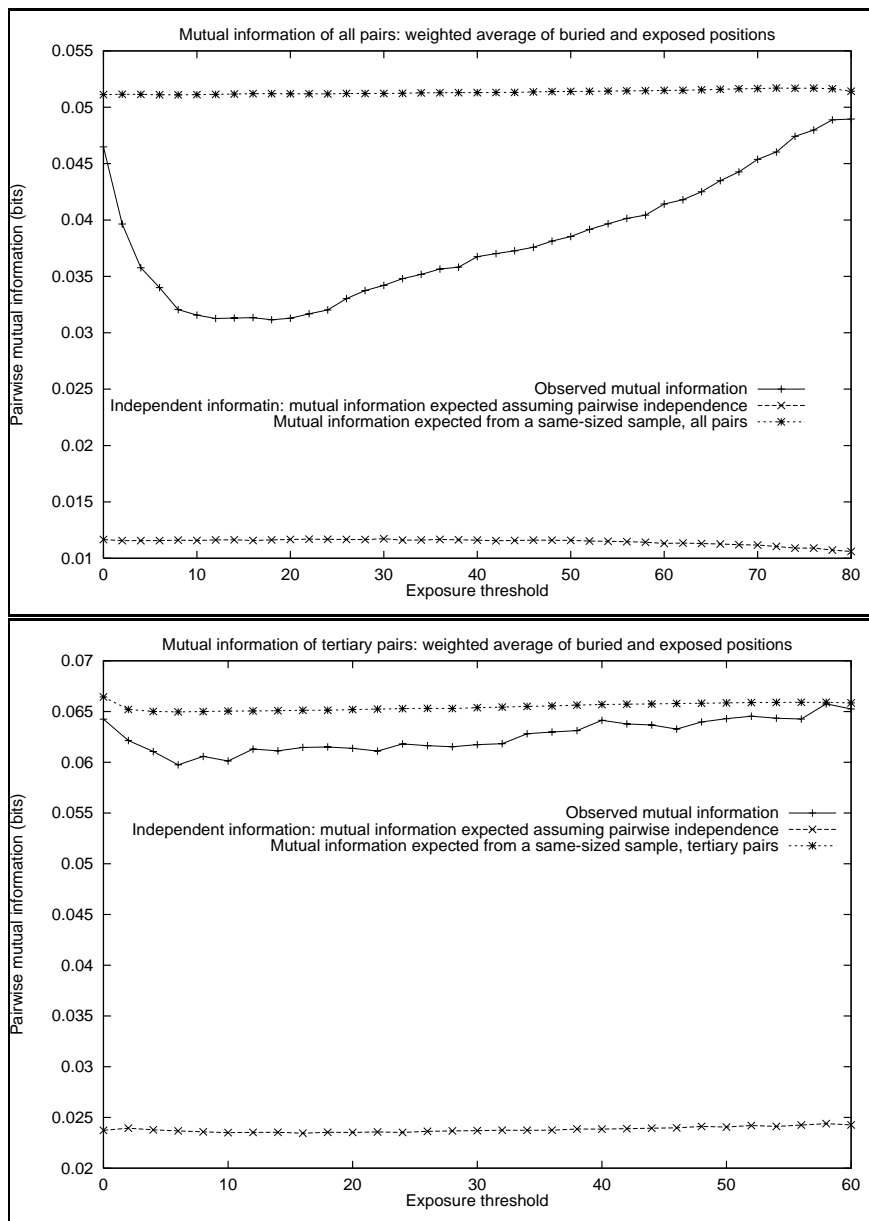 Mutual information of all pairs: weighted average of buried and exposed positions
0.055
0.05
0.045
0.04
0.035
0.03
0.025
0.02
0.015
0.01
Pairwise mutual information (bits)
Observed mutual information
Independent informatin: mutual information expected assuming pairwise independence
Mutual information expected from a same-sized sample, all pairs
0 10 20 30 40 50 60 70 80
Exposure threshold
Mutual information of tertiary pairs: weighted average of buried and exposed positions
0.07
0.065
0.06
0.055
0.05
0.045
0.04
0.035
0.03
0.025
0.02
Pairwise mutual information (bits)
Observed mutual information
Independent information: mutual information expected assuming pairwise independence
Mutual information expected from a same-sized sample, tertiary pairs
0 10 20 30 40 50 60
Exposure threshold